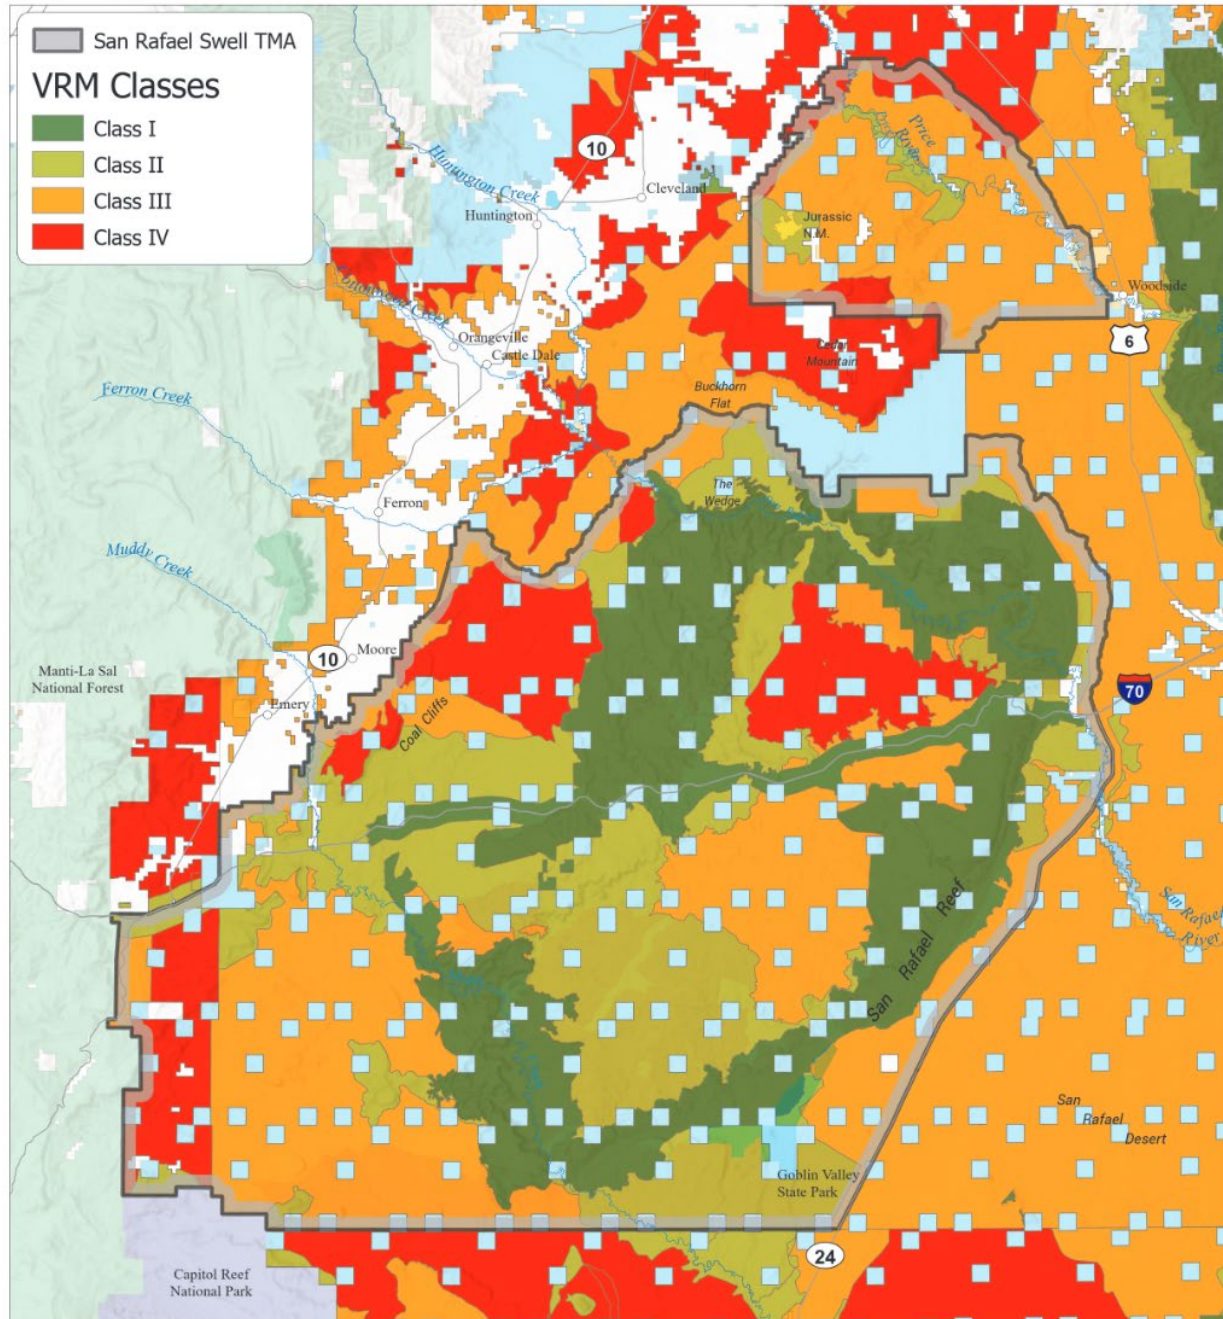 San Rafael Swell TMA
VRM Classes
Class I
Class II
Class III
Class IV
10
Huntington Creek
Cleveland
Huntington
Price
River
Jurassic
N.M.
Woodside
6
Cottonwood Creek
Orangeville
Castle Dale
Cedar
Mountain
Buckhorn
Flat
Ferron Creek
The
Wedge
Ferron
Muddy Creek
10
Moore
Manti-La Sal
National Forest
Emery
Coal Cliffs
70
San Rafael
River
San Rafael Reef
San
Rafael
Desert
Goblin Valley
State Park
24
Capitol Reef
National Park